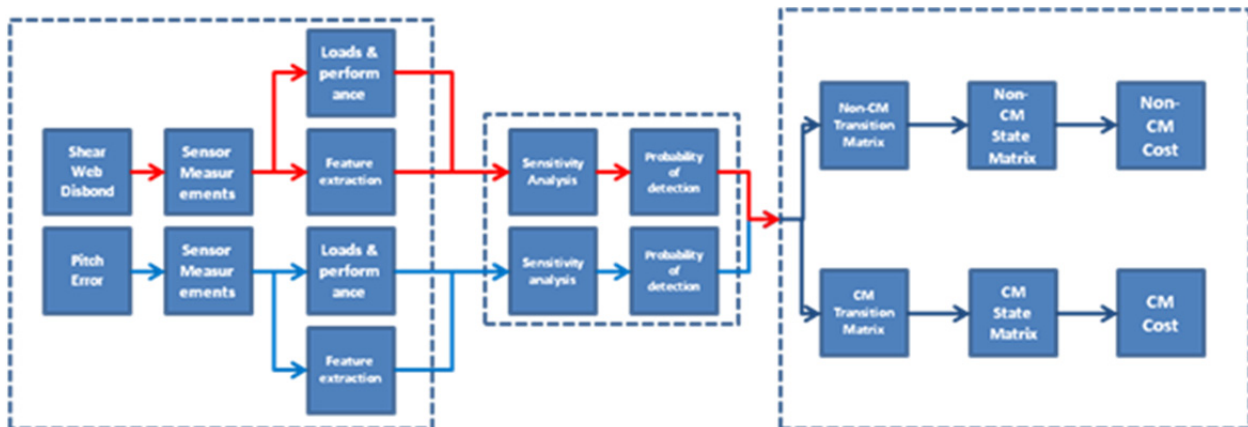 Loads &
perform
ance
Shear
Web
Disbond
Sensor
Measur
ements
Feature
extraction
Sensitivity
Analysis
Probability
of
detection
Non-CM
Transition
Matrix
Non-
CM
State
Matrix
Non-
CM
Cost
Pitch
Error
Sensor
Measur
ements
Loads &
perform
ance
Sensitivity
analysis
Probability
of
detection
Feature
extraction
CM
Transition
Matrix
CM
State
Matrix
CM
Cost